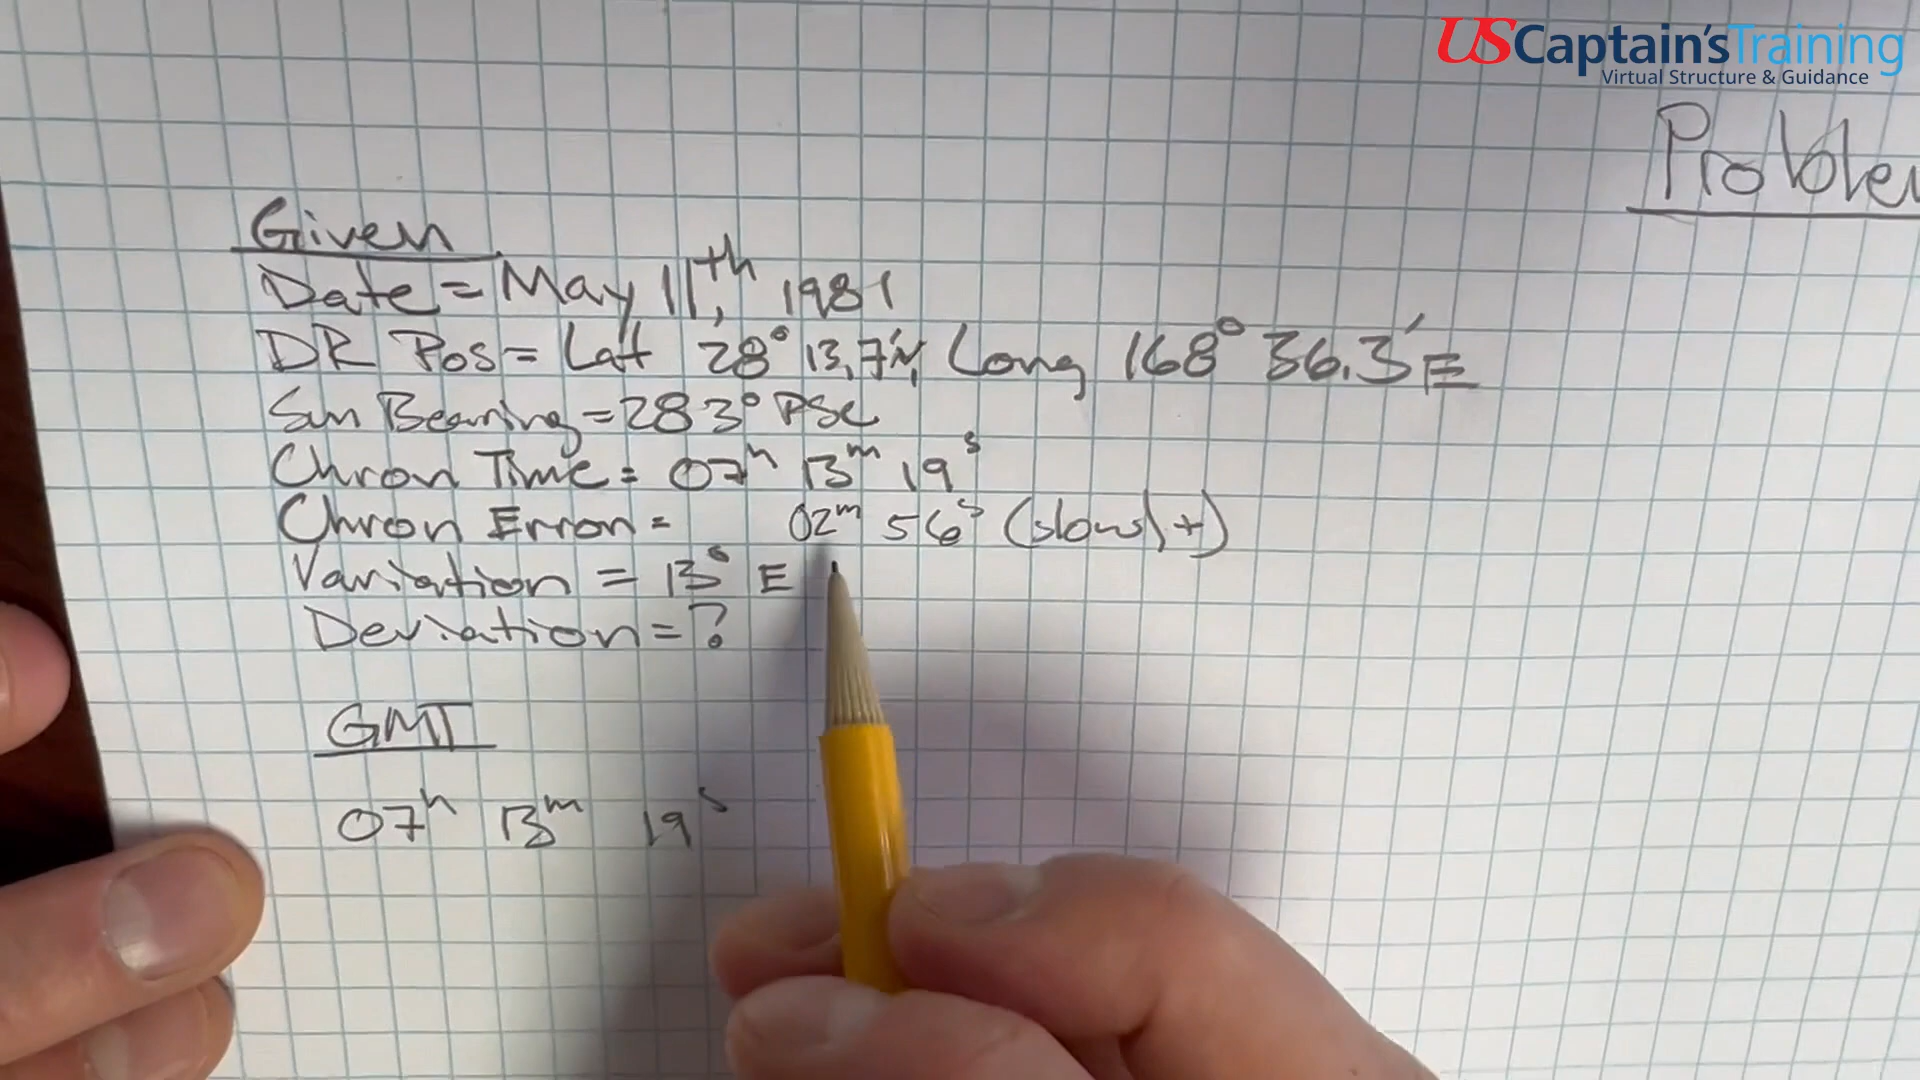 USCaptain'sTraining
Virtual Structure & Guidance
Given
Date = May 11th, 1981
DR Pos = Lat 28° 13.7'N, Long 168° 36.3' E
Sun Bearing = 283° PSC
Chron Time = 07h 13m 19s
Chron Error = 02m 56s (slow, +)
Variation = 13° E
Deviation = ?
GMT
07h 13m 19s